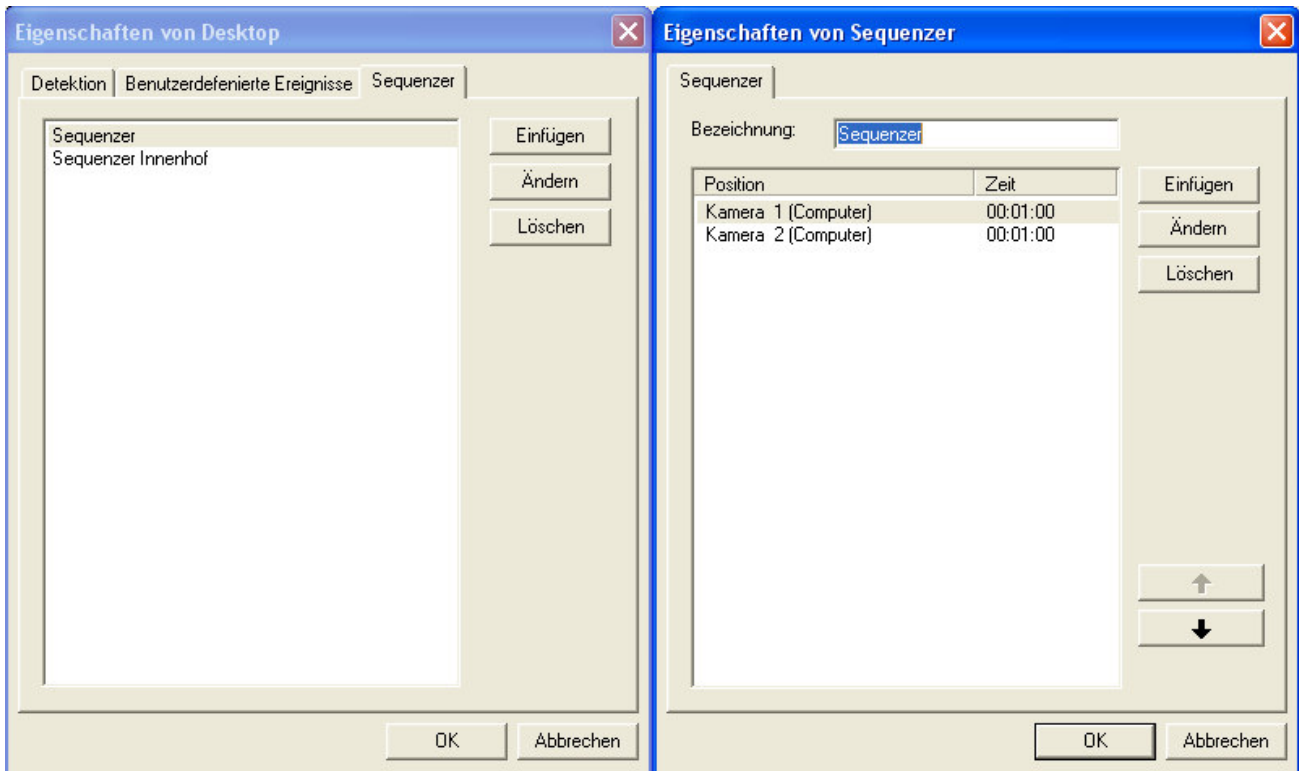 Eigenschaften von Desktop
Detektion Benutzerdefenierte Ereignisse Sequenzer
Sequenzer
Sequenzer Innenhof
Einfügen
Ändern
Löschen
OK Abbrechen
Eigenschaften von Sequenzer
Sequenzer
Bezeichnung: Sequenzer
Position Zeit
Kamera 1 (Computer) 00:01:00
Kamera 2 (Computer) 00:01:00
Einfügen
Ändern
Löschen
OK Abbrechen